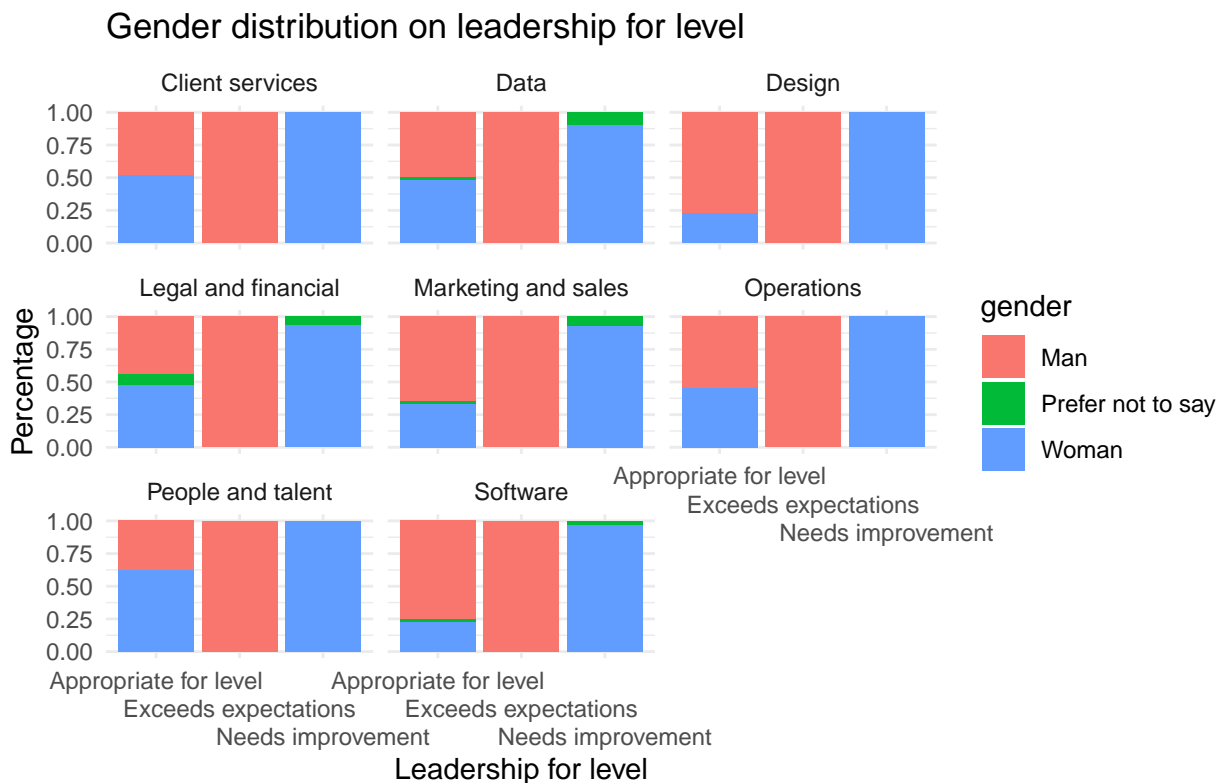 Gender distribution on leadership for level
Client services
Data
Design
1.00
0.75
0.50
0.25
0.00
Legal and financial
Marketing and sales
Operations
1.00
0.75
0.50
0.25
0.00
Percentage
gender
Man
Prefer not to say
Woman
Appropriate for level
Exceeds expectations
Needs improvement
People and talent
Software
1.00
0.75
0.50
0.25
0.00
Appropriate for level
Exceeds expectations
Needs improvement
Appropriate for level
Exceeds expectations
Needs improvement
Leadership for level